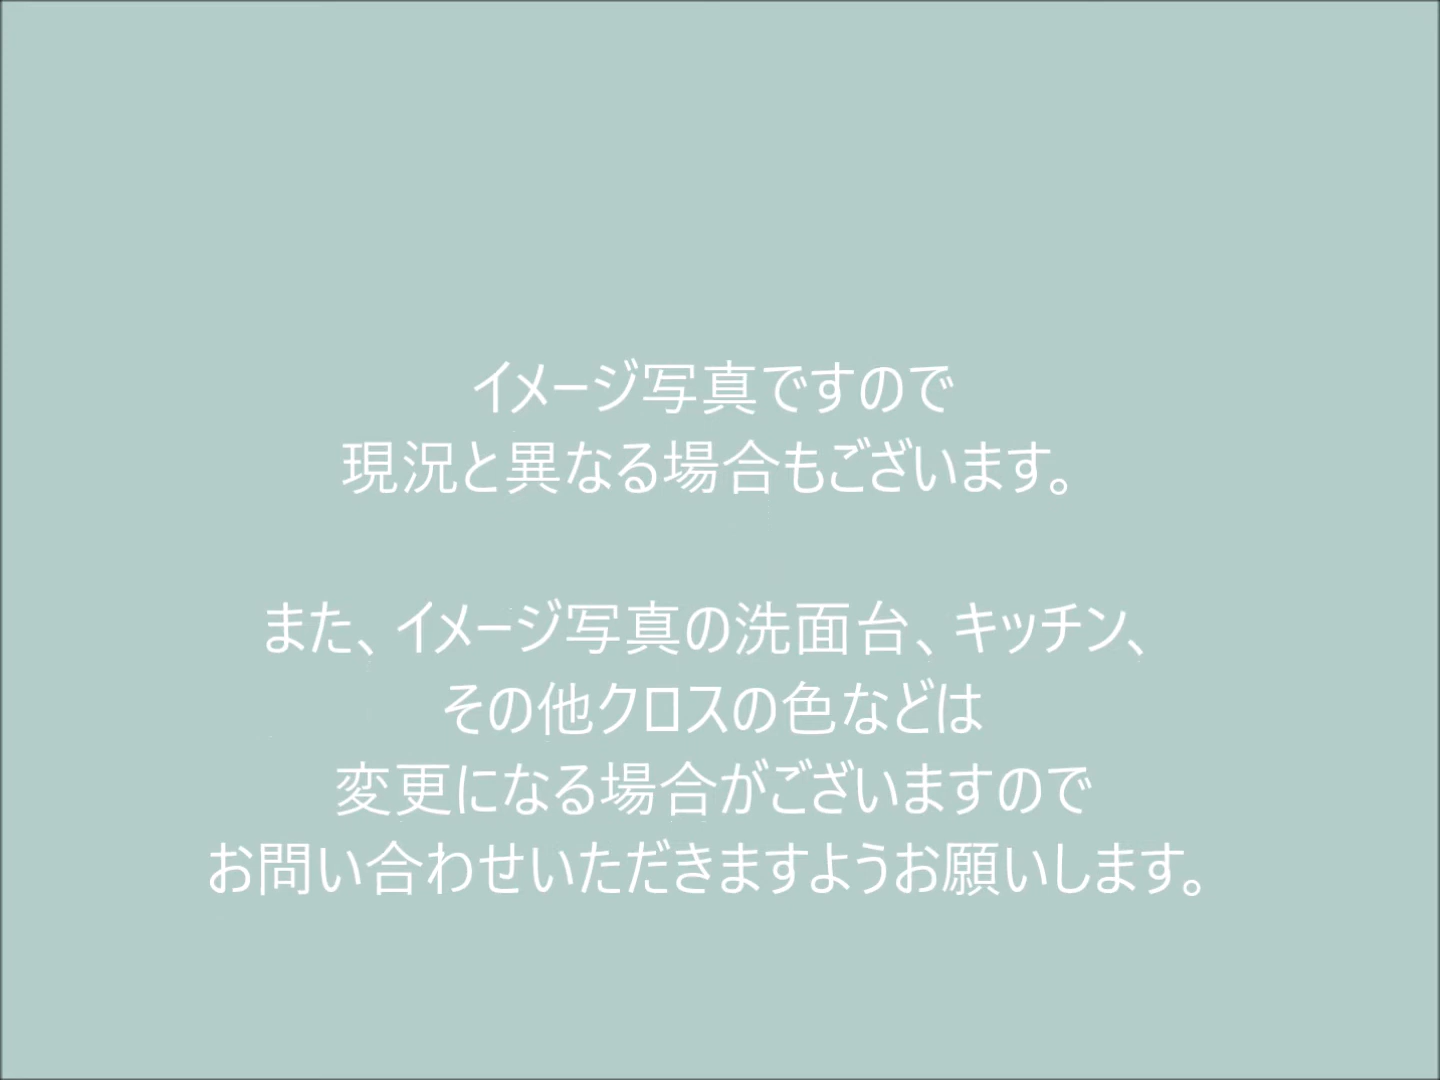 イメージ写真ですので
現況と異なる場合もございます。
また、イメージ写真の洗面台、キッチン、
その他クロスの色などは
変更になる場合がございますので
お問い合わせいただきますようお願いします。